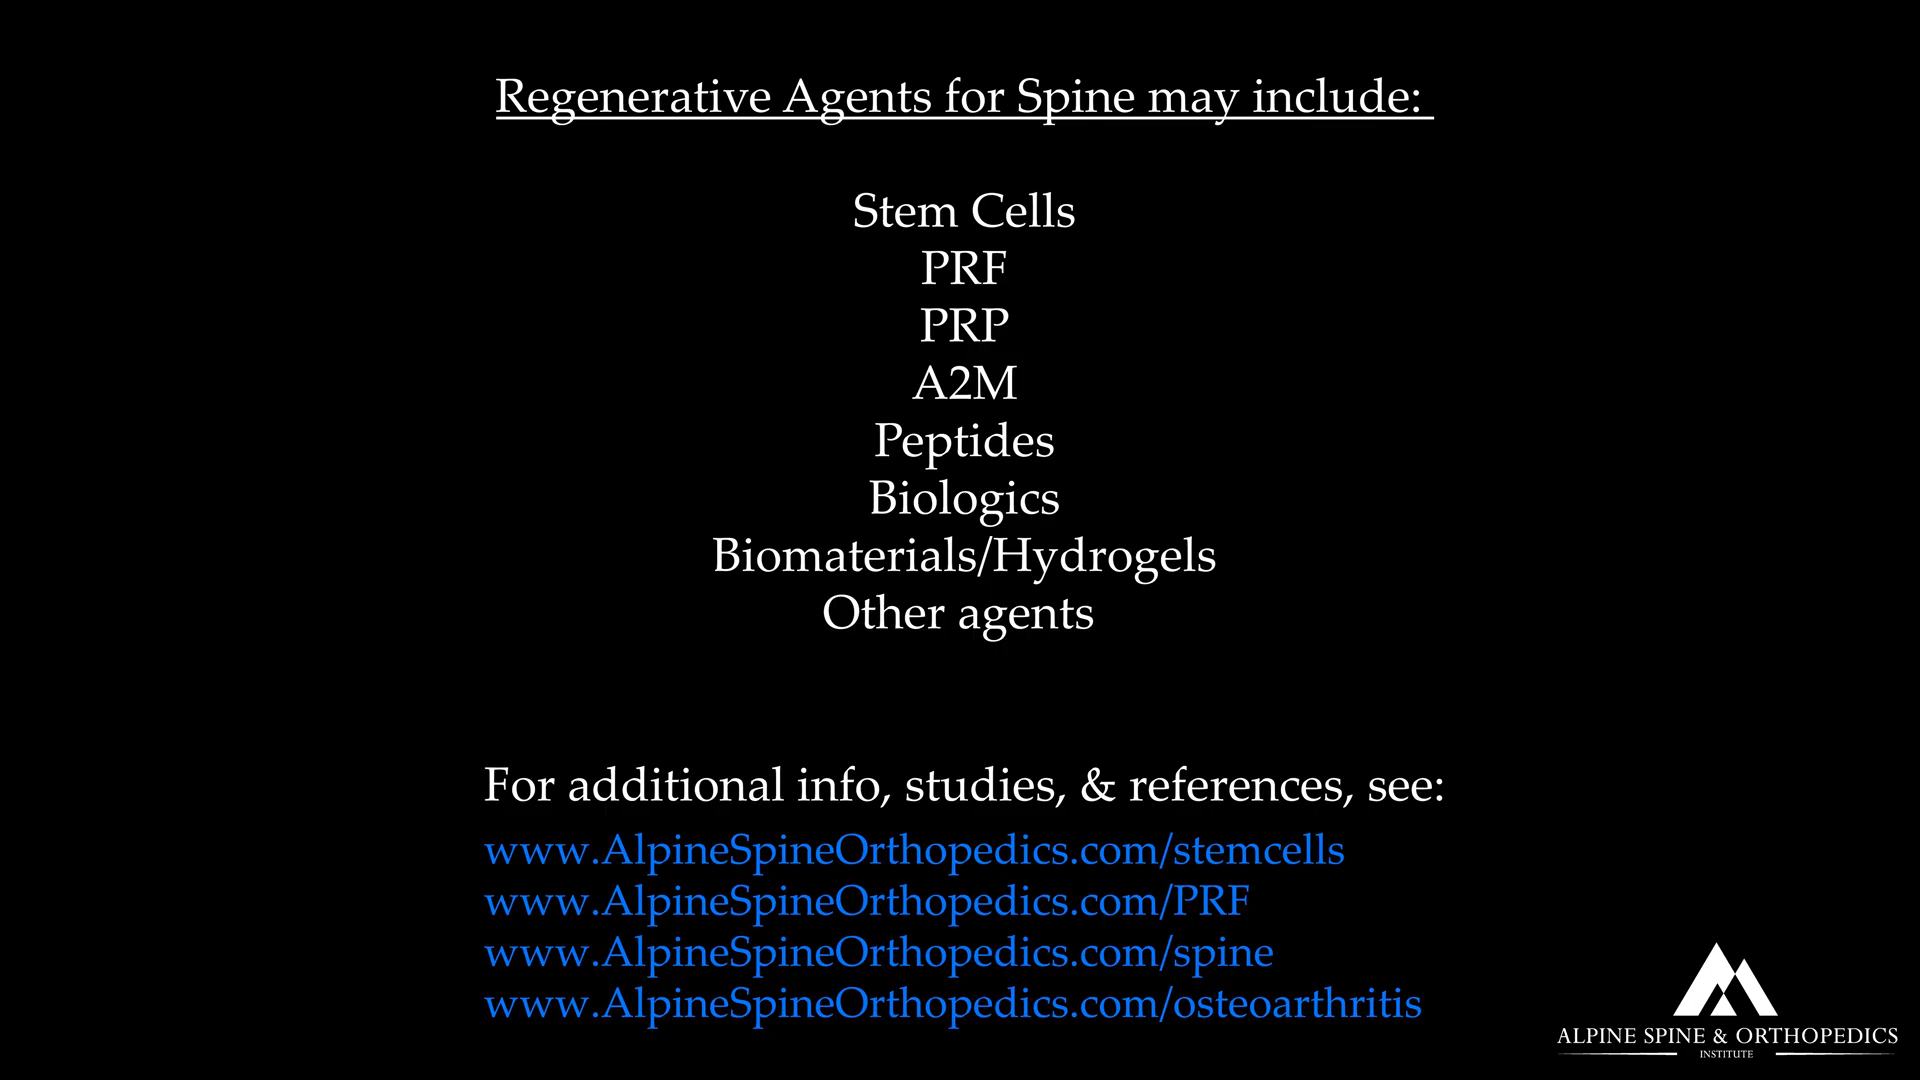 Regenerative Agents for Spine may include:
Stem Cells
PRF
PRP
A2M
Peptides
Biologics
Biomaterials/Hydrogels
Other agents
For additional info, studies, & references, see:
www.AlpineSpineOrthopedics.com/stemcells
www.AlpineSpineOrthopedics.com/PRF
www.AlpineSpineOrthopedics.com/spine
www.AlpineSpineOrthopedics.com/osteoarthritis
ALPINE SPINE & ORTHOPEDICS
INSTITUTE